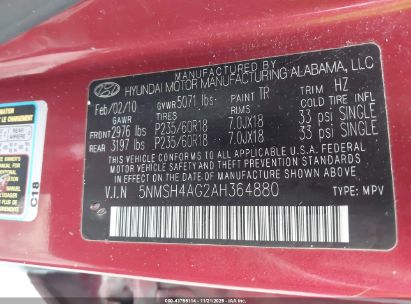 MANUFACTURED BY
HYUNDAI MOTOR MANUFACTURING ALABAMA, LLC
Feb/02/10 GVWR 5071 lbs PAINT TR TRIM HZ
GAWR TIRES RIMS COLD TIRE INFL
FRONT 2976 lbs P235/60R18 7.0JX18 33 psi SINGLE
REAR 3197 lbs P235/60R18 7.0JX18 33 psi SINGLE
THIS VEHICLE CONFORMS TO ALL APPLICABLE U.S. FEDERAL
MOTOR VEHICLE SAFETY AND THEFT PREVENTION STANDARDS
IN EFFECT ON THE DATE OF MANUFACTURE SHOWN ABOVE.
V.I.N 5NMSH4AG2AH364880 TYPE: MPV
C18